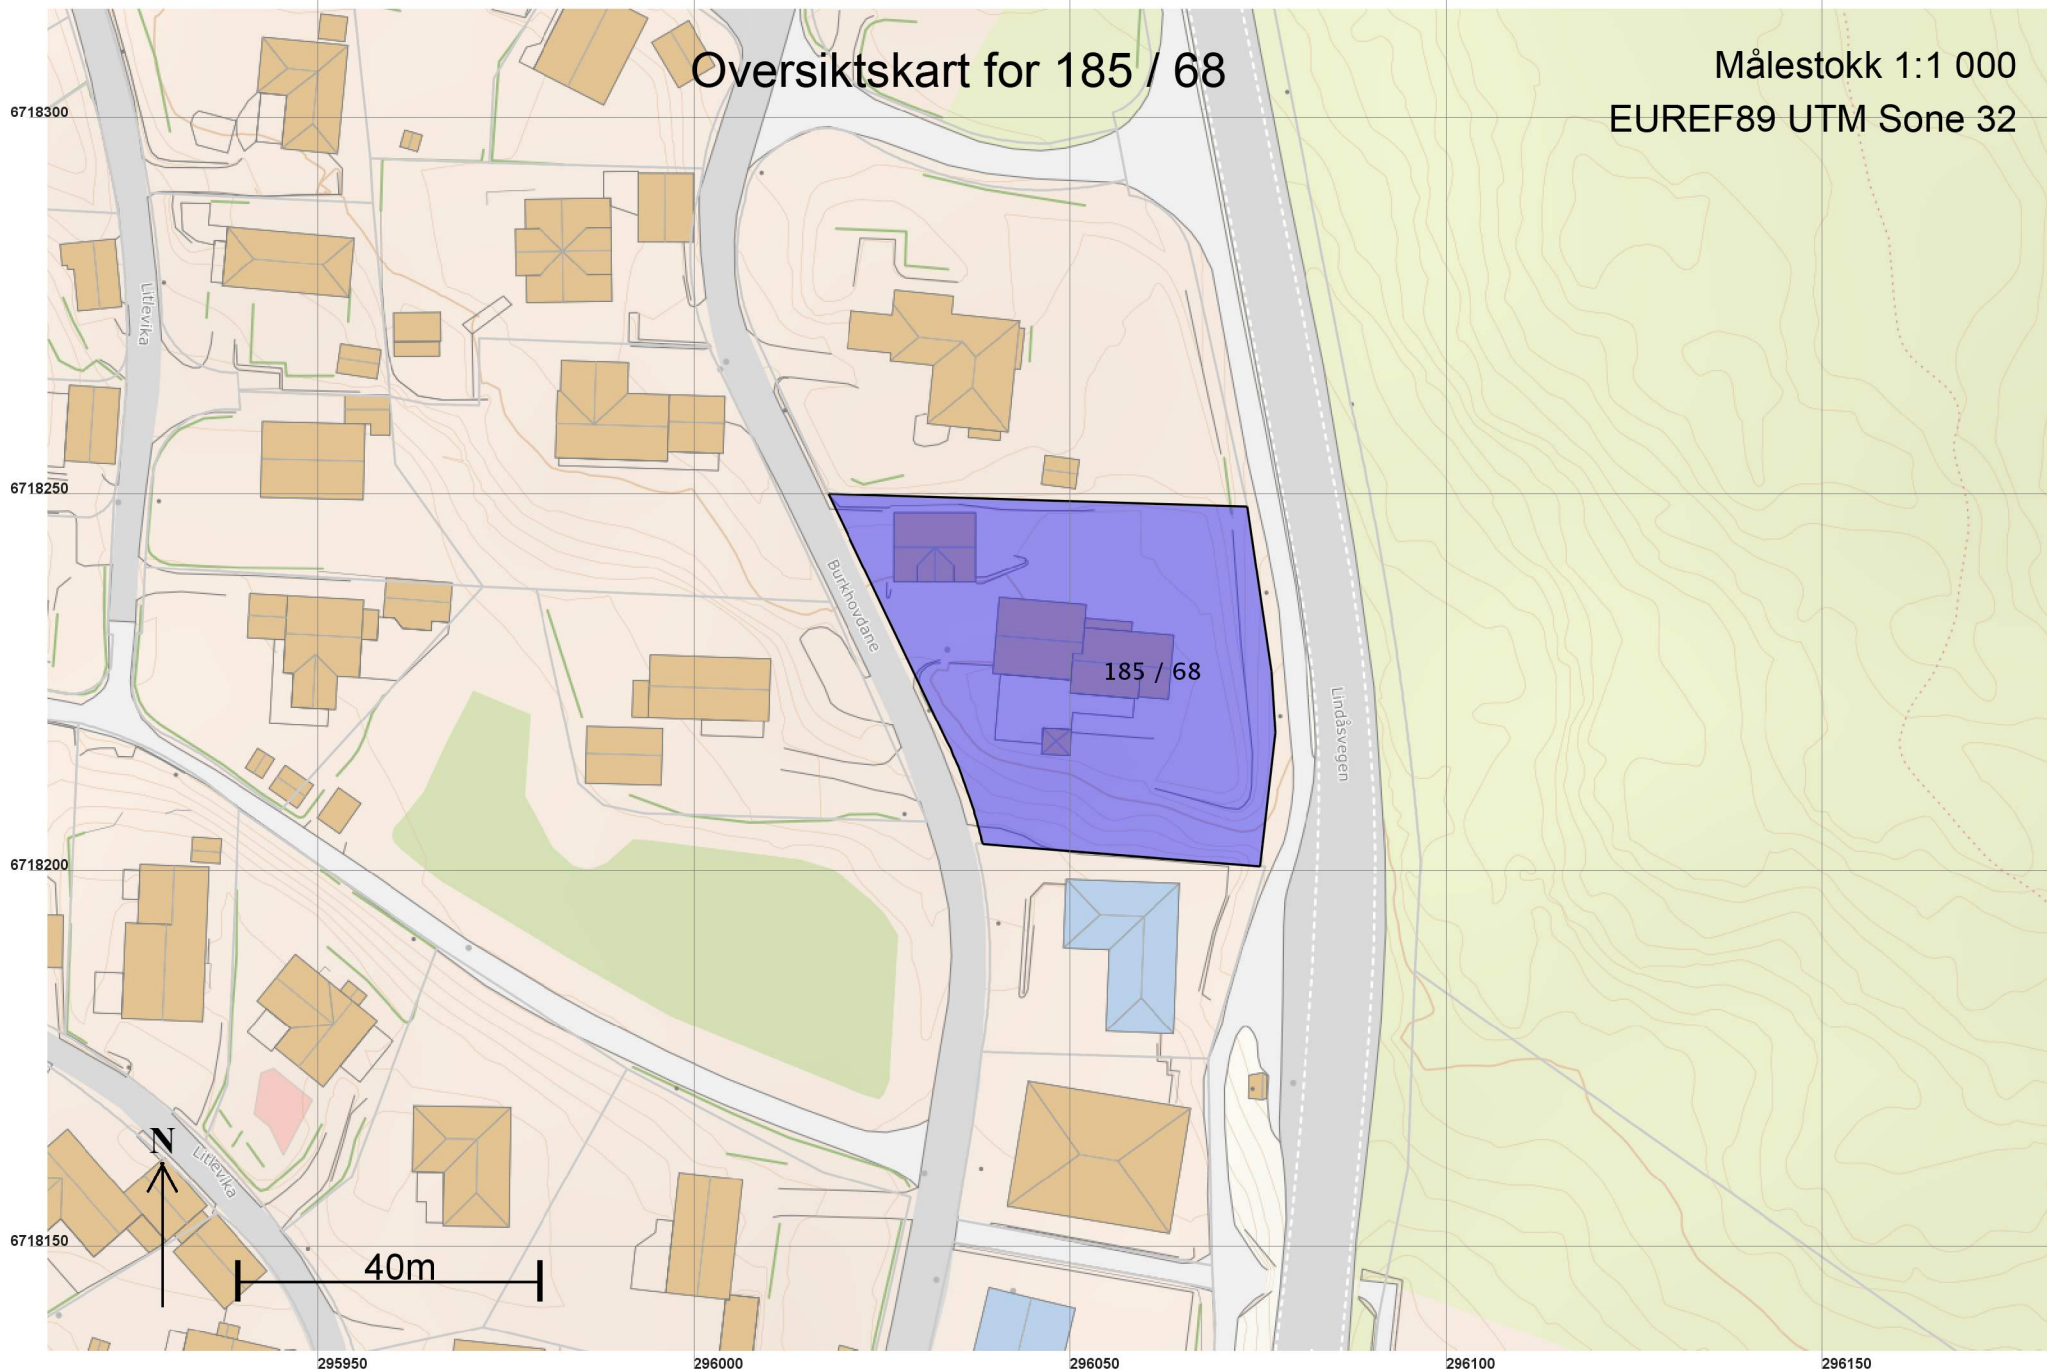 Oversiktskart for 185 / 68
Målestokk 1:1 000
EUREF89 UTM Sone 32
6718300
Litlevika
6718250
Burkhovdane
185 / 68
Lindåsvegen
6718200
N
Litlevika
6718150
40m
295950
296000
296050
296100
296150